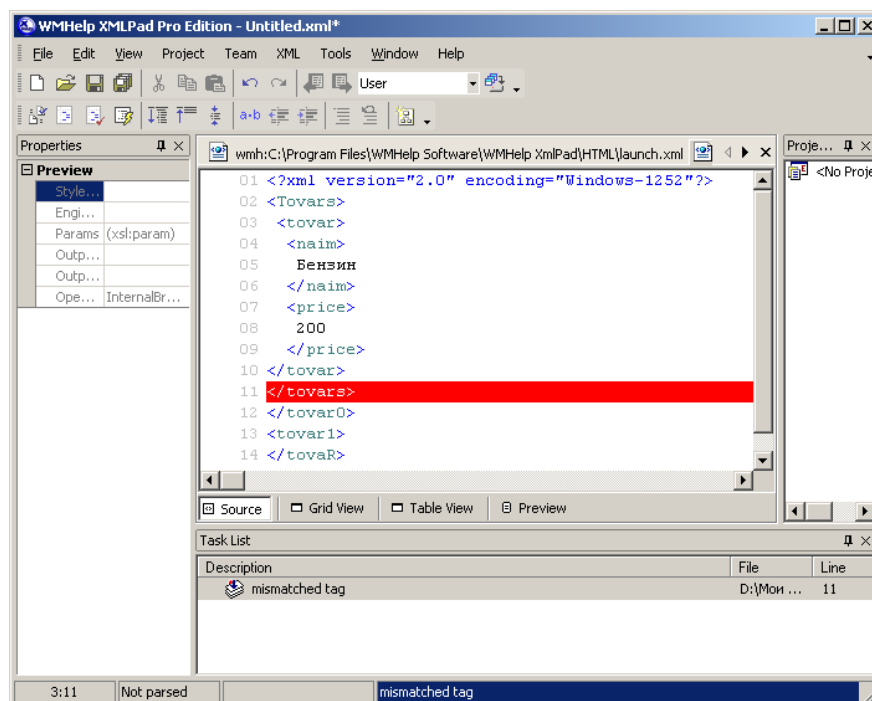 WMHelp XMLPad Pro Edition - Untitled.xml*
File Edit View Project Team XML Tools Window Help
User
a-b
Properties
wmh:C:\Program Files\WMHelp Software\WMHelp XmlPad\HTML\launch.xml
Proje...
Preview
Style...
Engi...
Params (xsl:param)
Outp...
Outp...
Ope... InternalBr...
01 <?xml version="2.0" encoding="Windows-1252"?>
02 <Tovars>
03 <tovar>
04 <naim>
05 Бензин
06 </naim>
07 <price>
08 200
09 </price>
10 </tovar>
11 </tovars>
12 </tovar0>
13 <tovar1>
14 </tovaR>
<No Proje
Source Grid View Table View Preview
Task List
Description File Line
mismatched tag D:\Мои ... 11
3:11 Not parsed mismatched tag